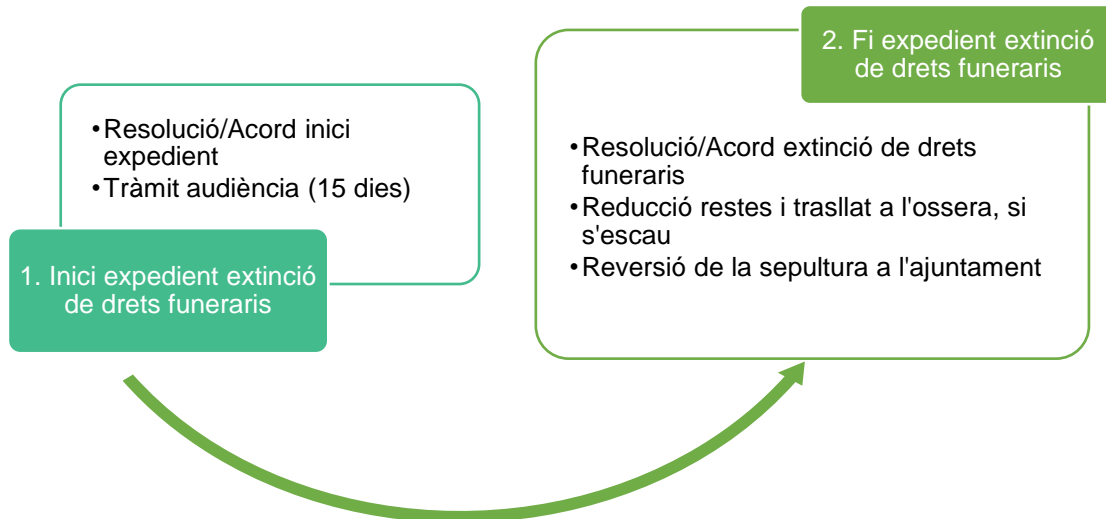 •Resolució/Acord inici
expedient
•Tràmit audiència (15 dies)
1. Inici expedient extinció
de drets funeraris
2. Fi expedient extinció
de drets funeraris
•Resolució/Acord extinció de drets
funeraris
•Reducció restes i trasllat a l'ossera, si
s'escau
•Reversió de la sepultura a l'ajuntament